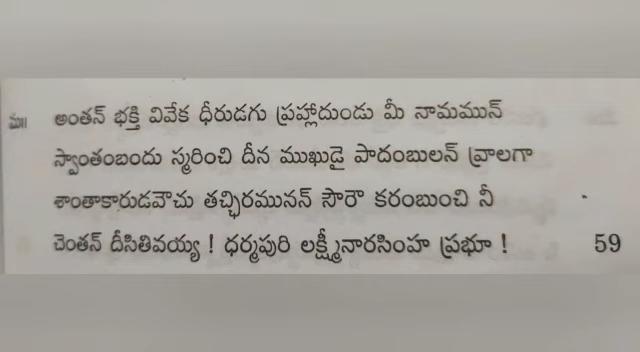 మ॥ అంతన్ భక్తి వివేక ధీరుడగు ప్రహ్లాదుండు మీ నామమున్
స్వాంతంబందు స్మరించి దీన ముఖుడై పాదంబులన్ వ్రాలగా
శాంతాకారుడవౌచు తచ్ఛిరమునన్ సౌరౌ కరంబుంచి నీ
చెంతన్ దీసితివయ్య ! ధర్మపురి లక్ష్మీనారసింహ ప్రభూ ! 59